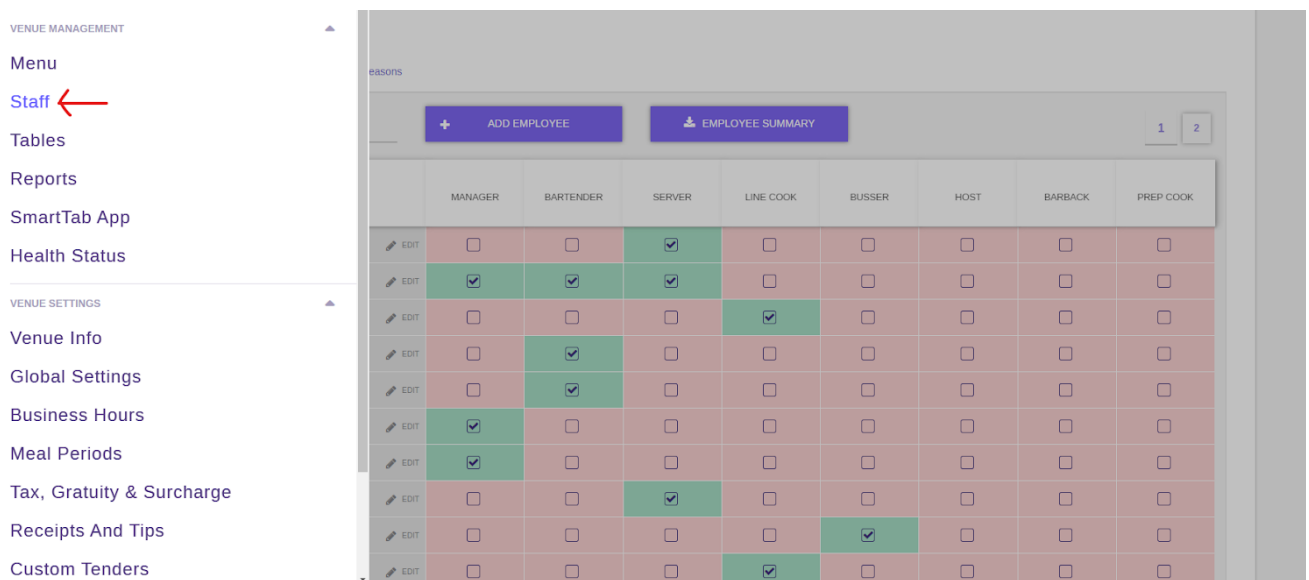 VENUE MANAGEMENT
Menu
Staff
Tables
Reports
SmartTab App
Health Status
VENUE SETTINGS
Venue Info
Global Settings
Business Hours
Meal Periods
Tax, Gratuity & Surcharge
Receipts And Tips
Custom Tenders
easons
ADD EMPLOYEE EMPLOYEE SUMMARY 1 2
MANAGER BARTENDER SERVER LINE COOK BUSSER HOST BARBACK PREP COOK
EDIT
EDIT
EDIT
EDIT
EDIT
EDIT
EDIT
EDIT
EDIT
EDIT